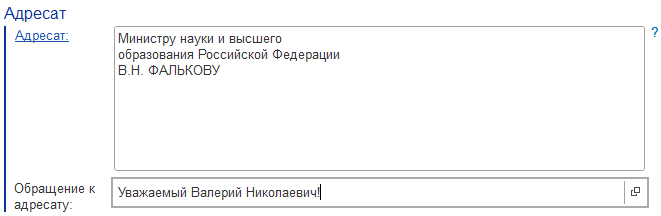 Адресат
Адресат:
Министру науки и высшего
образования Российской Федерации
В.Н. ФАЛЬКОВУ
?
Обращение к
адресату:
Уважаемый Валерий Николаевич!